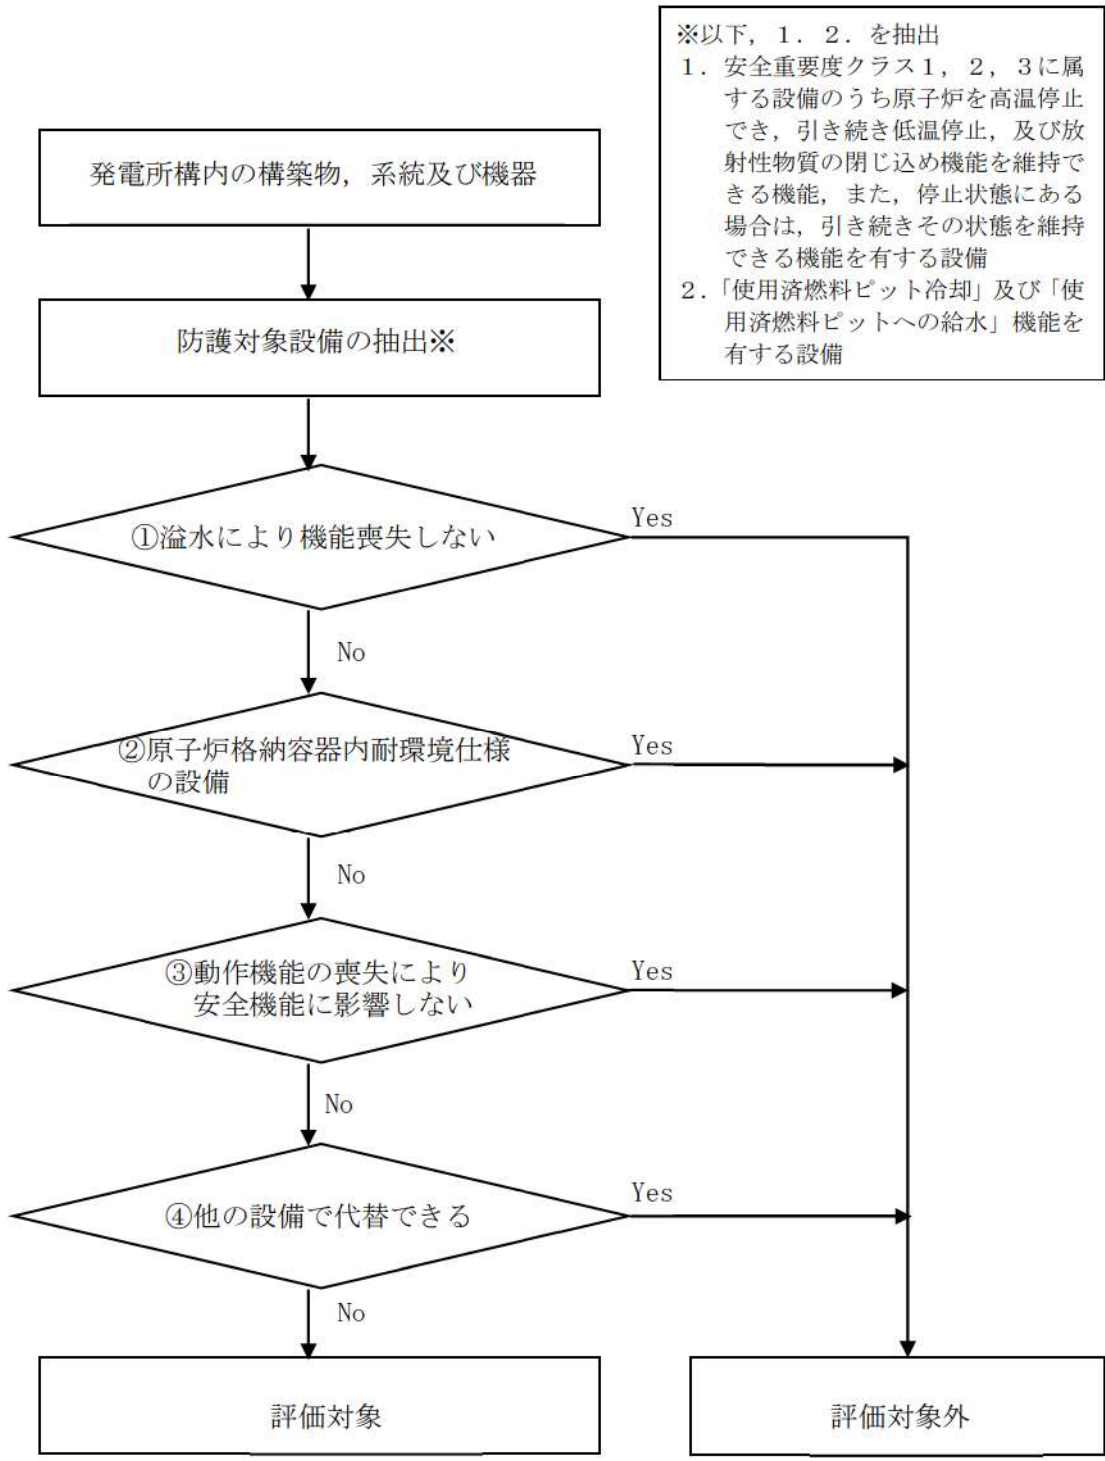 ※以下，１．２．を抽出
１．安全重要度クラス１，２，３に属
する設備のうち原子炉を高温停止
でき，引き続き低温停止，及び放
射性物質の閉じ込め機能を維持で
きる機能，また，停止状態にある
場合は，引き続きその状態を維持
できる機能を有する設備
２．「使用済燃料ピット冷却」及び「使
用済燃料ピットへの給水」機能を
有する設備
発電所構内の構築物，系統及び機器
防護対象設備の抽出※
①溢水により機能喪失しない
Yes
No
②原子炉格納容器内耐環境仕様
の設備
Yes
No
③動作機能の喪失により
安全機能に影響しない
Yes
No
④他の設備で代替できる
Yes
No
評価対象
評価対象外